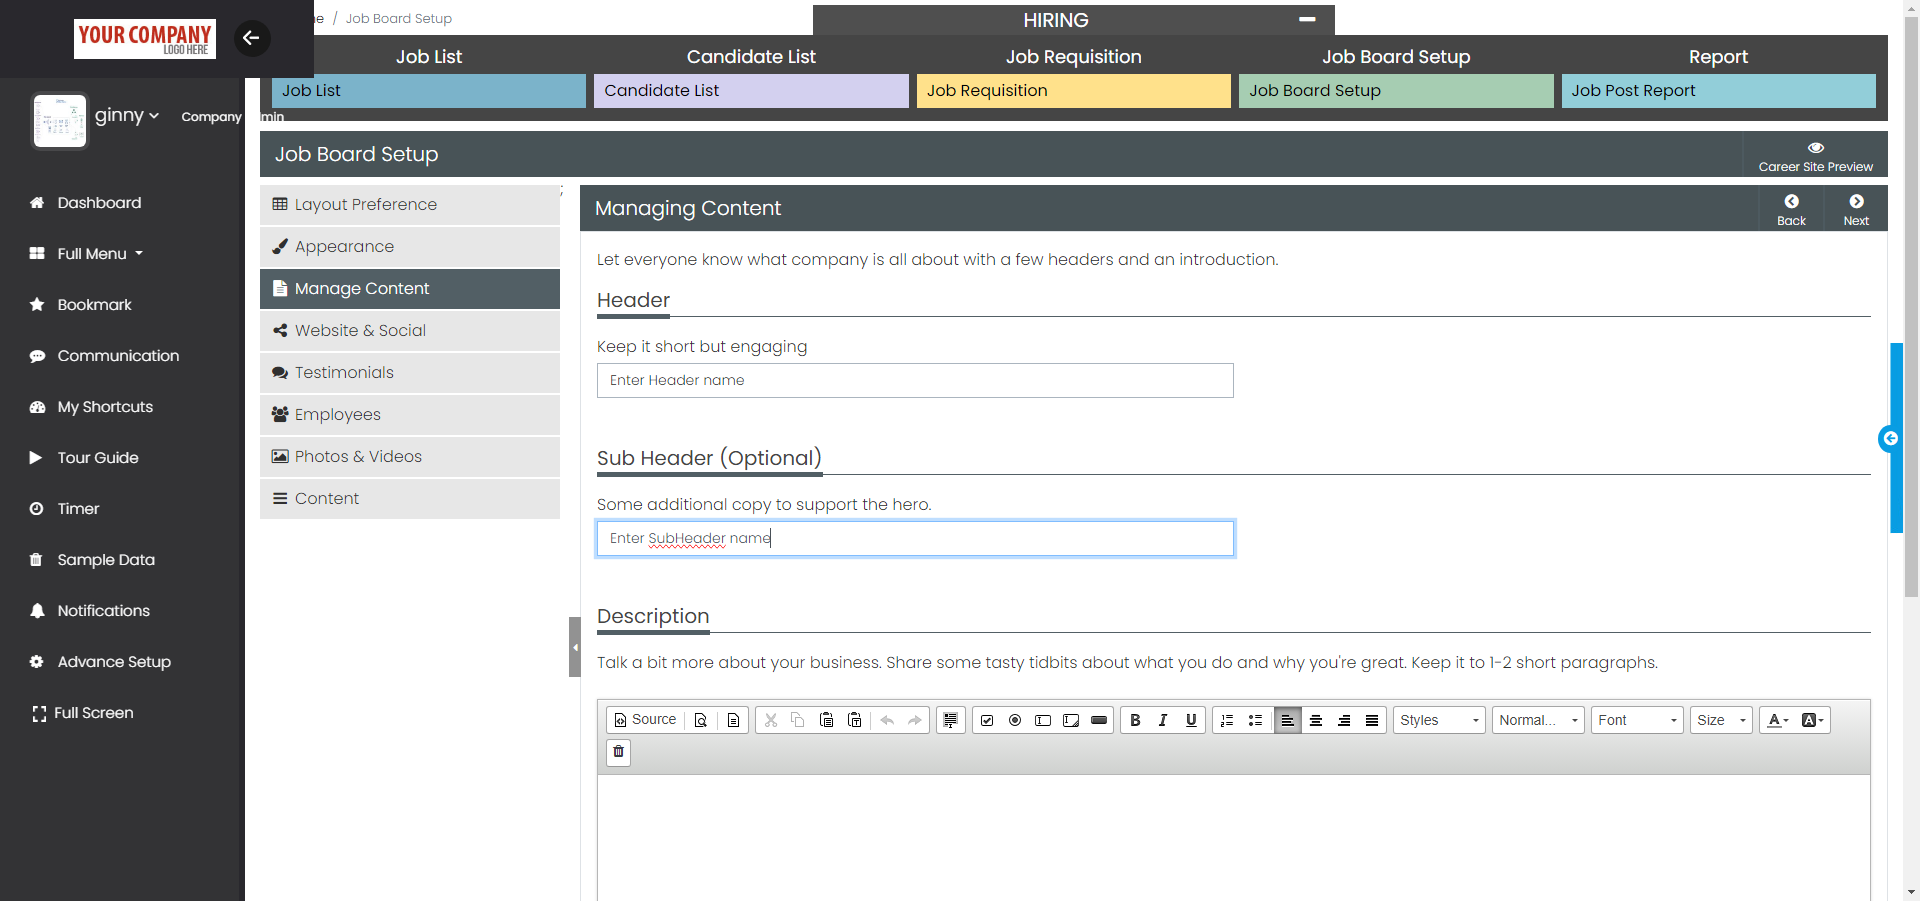 YOUR COMPANY
LOGO HERE
ne / Job Board Setup
HIRING
Job List
Candidate List
Job Requisition
Job Board Setup
Report
Job List
Candidate List
Job Requisition
Job Board Setup
Job Post Report
ginny
Company
min
Dashboard
Full Menu
Bookmark
Communication
My Shortcuts
Tour Guide
Timer
Sample Data
Notifications
Advance Setup
Full Screen
Job Board Setup
Career Site Preview
Layout Preference
Appearance
Manage Content
Website & Social
Testimonials
Employees
Photos & Videos
Content
;
Managing Content
Back
Next
Let everyone know what company is all about with a few headers and an introduction.
Header
Keep it short but engaging
Enter Header name
Sub Header (Optional)
Some additional copy to support the hero.
Enter SubHeader name
Description
Talk a bit more about your business. Share some tasty tidbits about what you do and why you're great. Keep it to 1-2 short paragraphs.
Source
B I U
Styles
Normal...
Font
Size
A
A